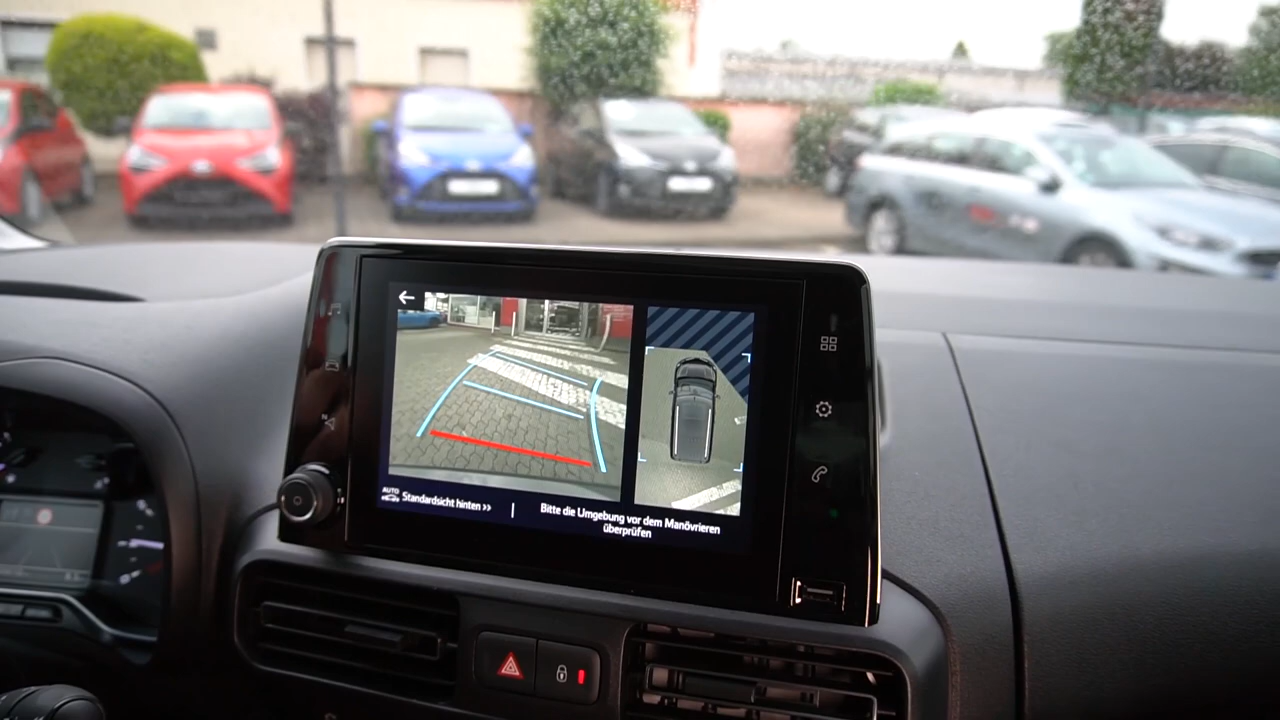 AUTO
Standardsicht hinten >>
Bitte die Umgebung vor dem Manövrieren
überprüfen